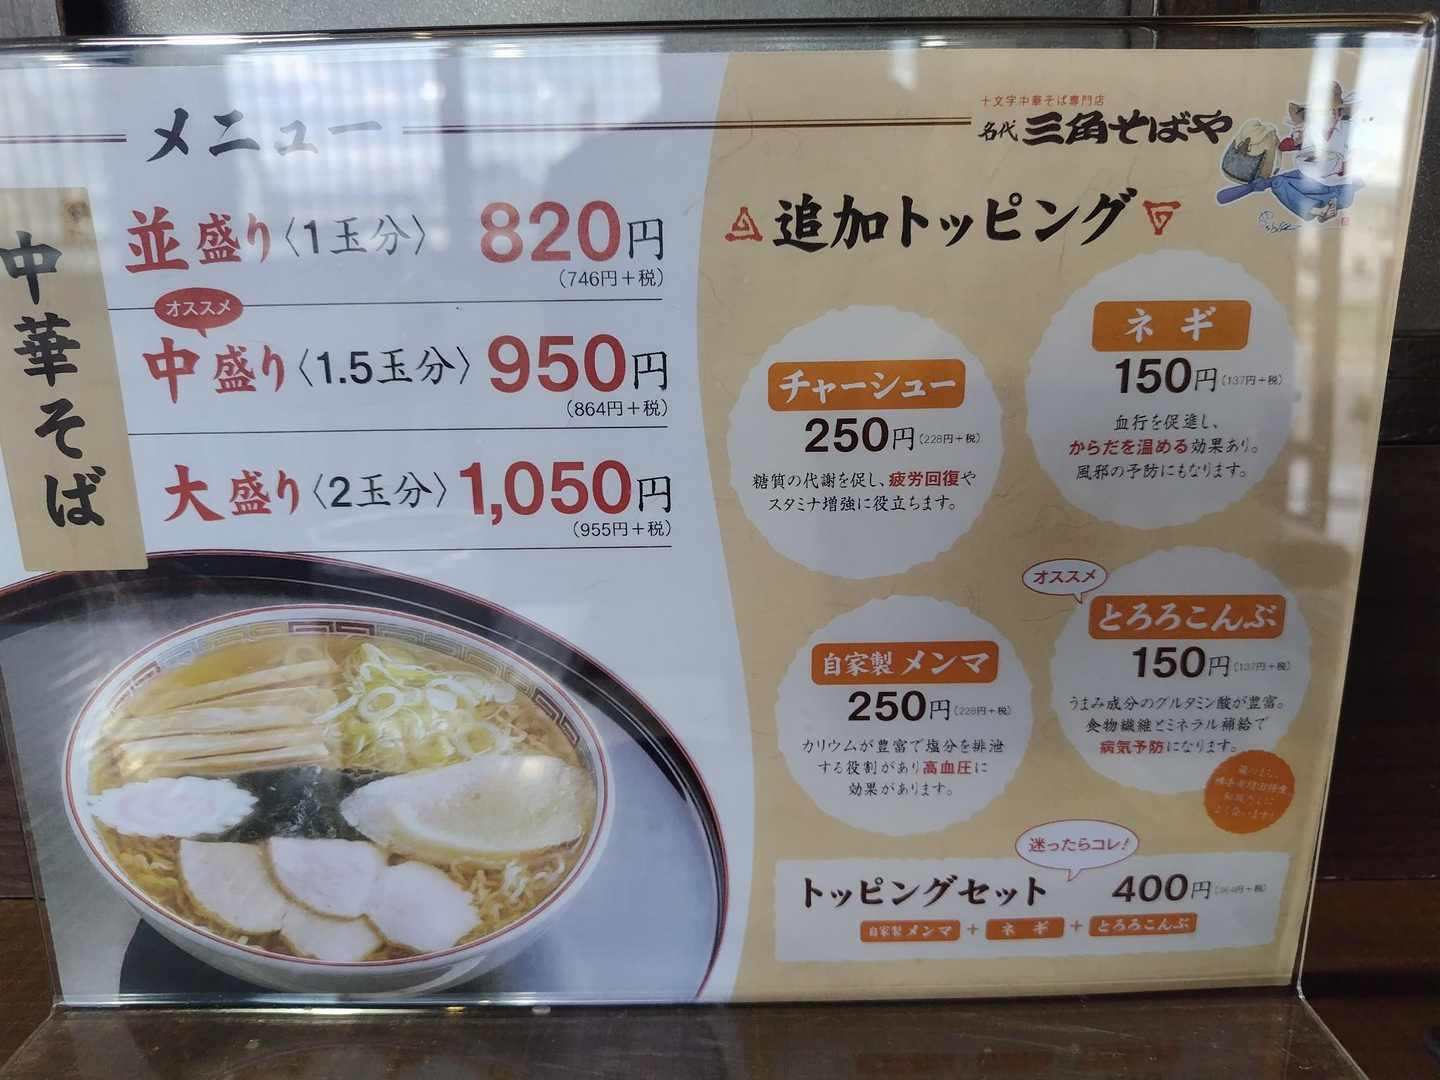 メニュー
中華そば
並盛り〈1玉分〉 820円
(746円+税)
オススメ
中盛り〈1.5玉分〉 950円
(864円+税)
大盛り〈2玉分〉 1,050円
(955円+税)
十文字中華そば専門店
名代 三角そばや
追加トッピング
チャーシュー
250円(228円+税)
糖質の代謝を促し、疲労回復や
スタミナ増強に役立ちます。
ネギ
150円(137円+税)
血行を促進し、
からだを温める効果あり。
風邪の予防にもなります。
自家製 メンマ
250円(228円+税)
カリウムが豊富で塩分を排泄
する役割があり高血圧に
効果があります。
オススメ
とろろこんぶ
150円(137円+税)
うまみ成分のグルタミン酸が豊富。
食物繊維とミネラル補給で
病気予防になります。
迷ったらコレ!
トッピングセット 400円(364円+税)
自家製 メンマ + ネギ + とろろこんぶ